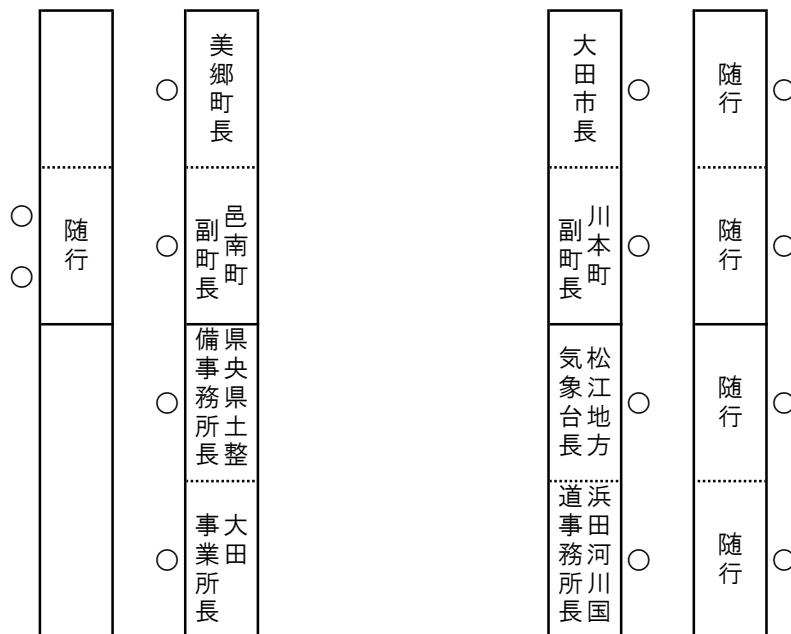 随行
美郷町長
邑南町
副町長
県央県土整
備事務所長
大田
事業所長
大田市長
川本町
副町長
松江地方
気象台長
浜田河川国
道事務所長
随行
随行
随行
随行